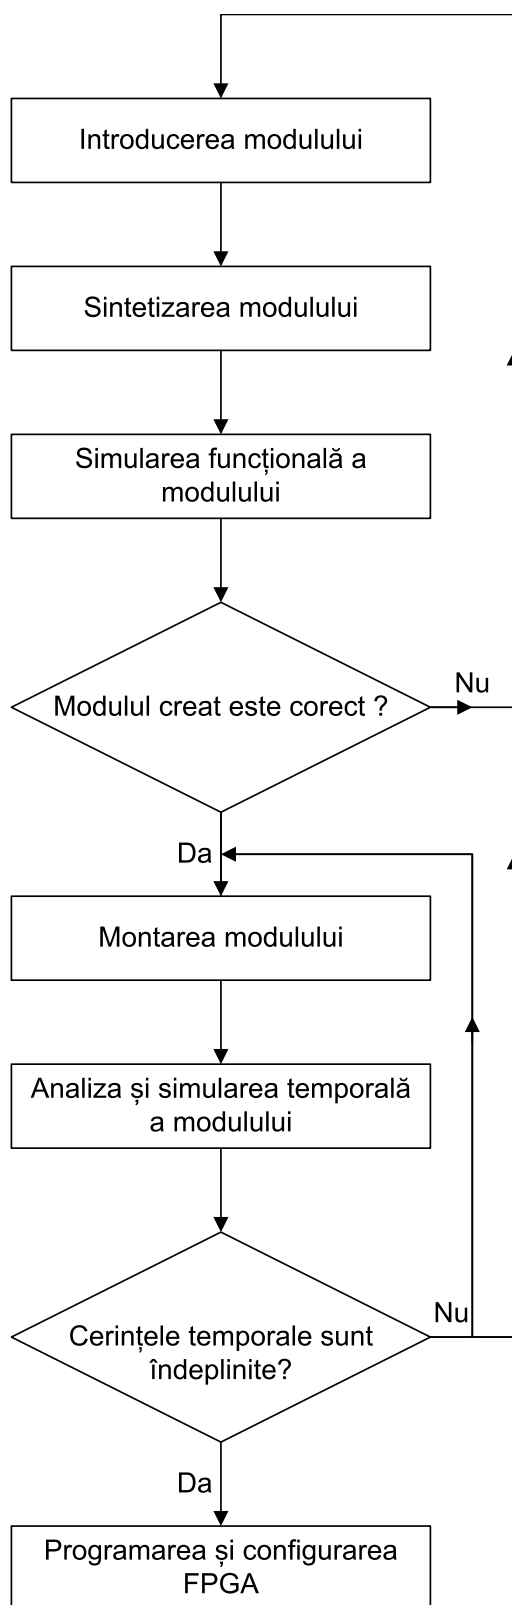 Introducerea modulului
Sintetizarea modulului
Simularea funcțională a
modulului
Modulul creat este corect ?
Nu
Da
Montarea modulului
Analiza și simularea temporală
a modulului
Cerințele temporale sunt
îndeplinite?
Nu
Da
Programarea și configurarea
FPGA